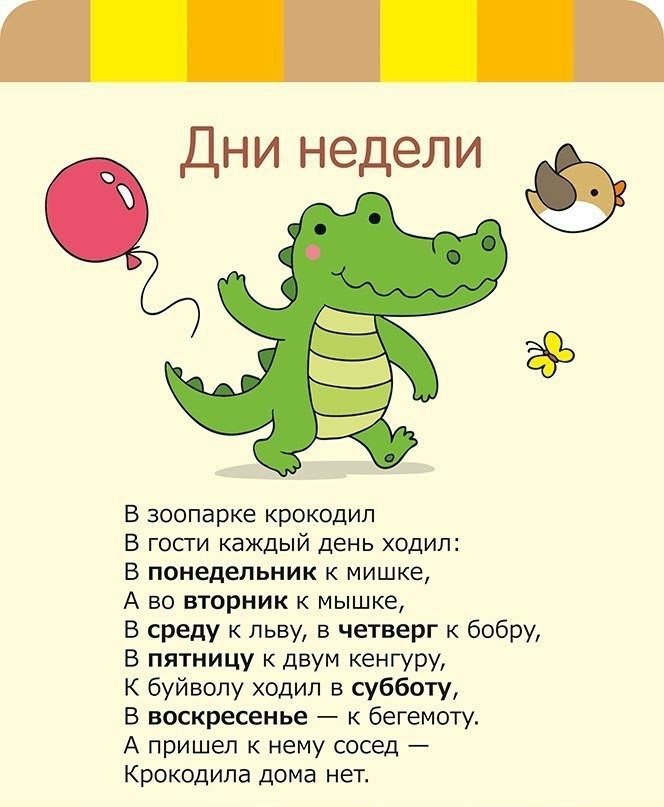 Дни недели
В зоопарке крокодил
В гости каждый день ходил:
В понедельник к мишке,
А во вторник к мышке,
В среду к льву, в четверг к бобру,
В пятницу к двум кенгуру,
К буйволу ходил в субботу,
В воскресенье — к бегемоту.
А пришел к нему сосед —
Крокодила дома нет.